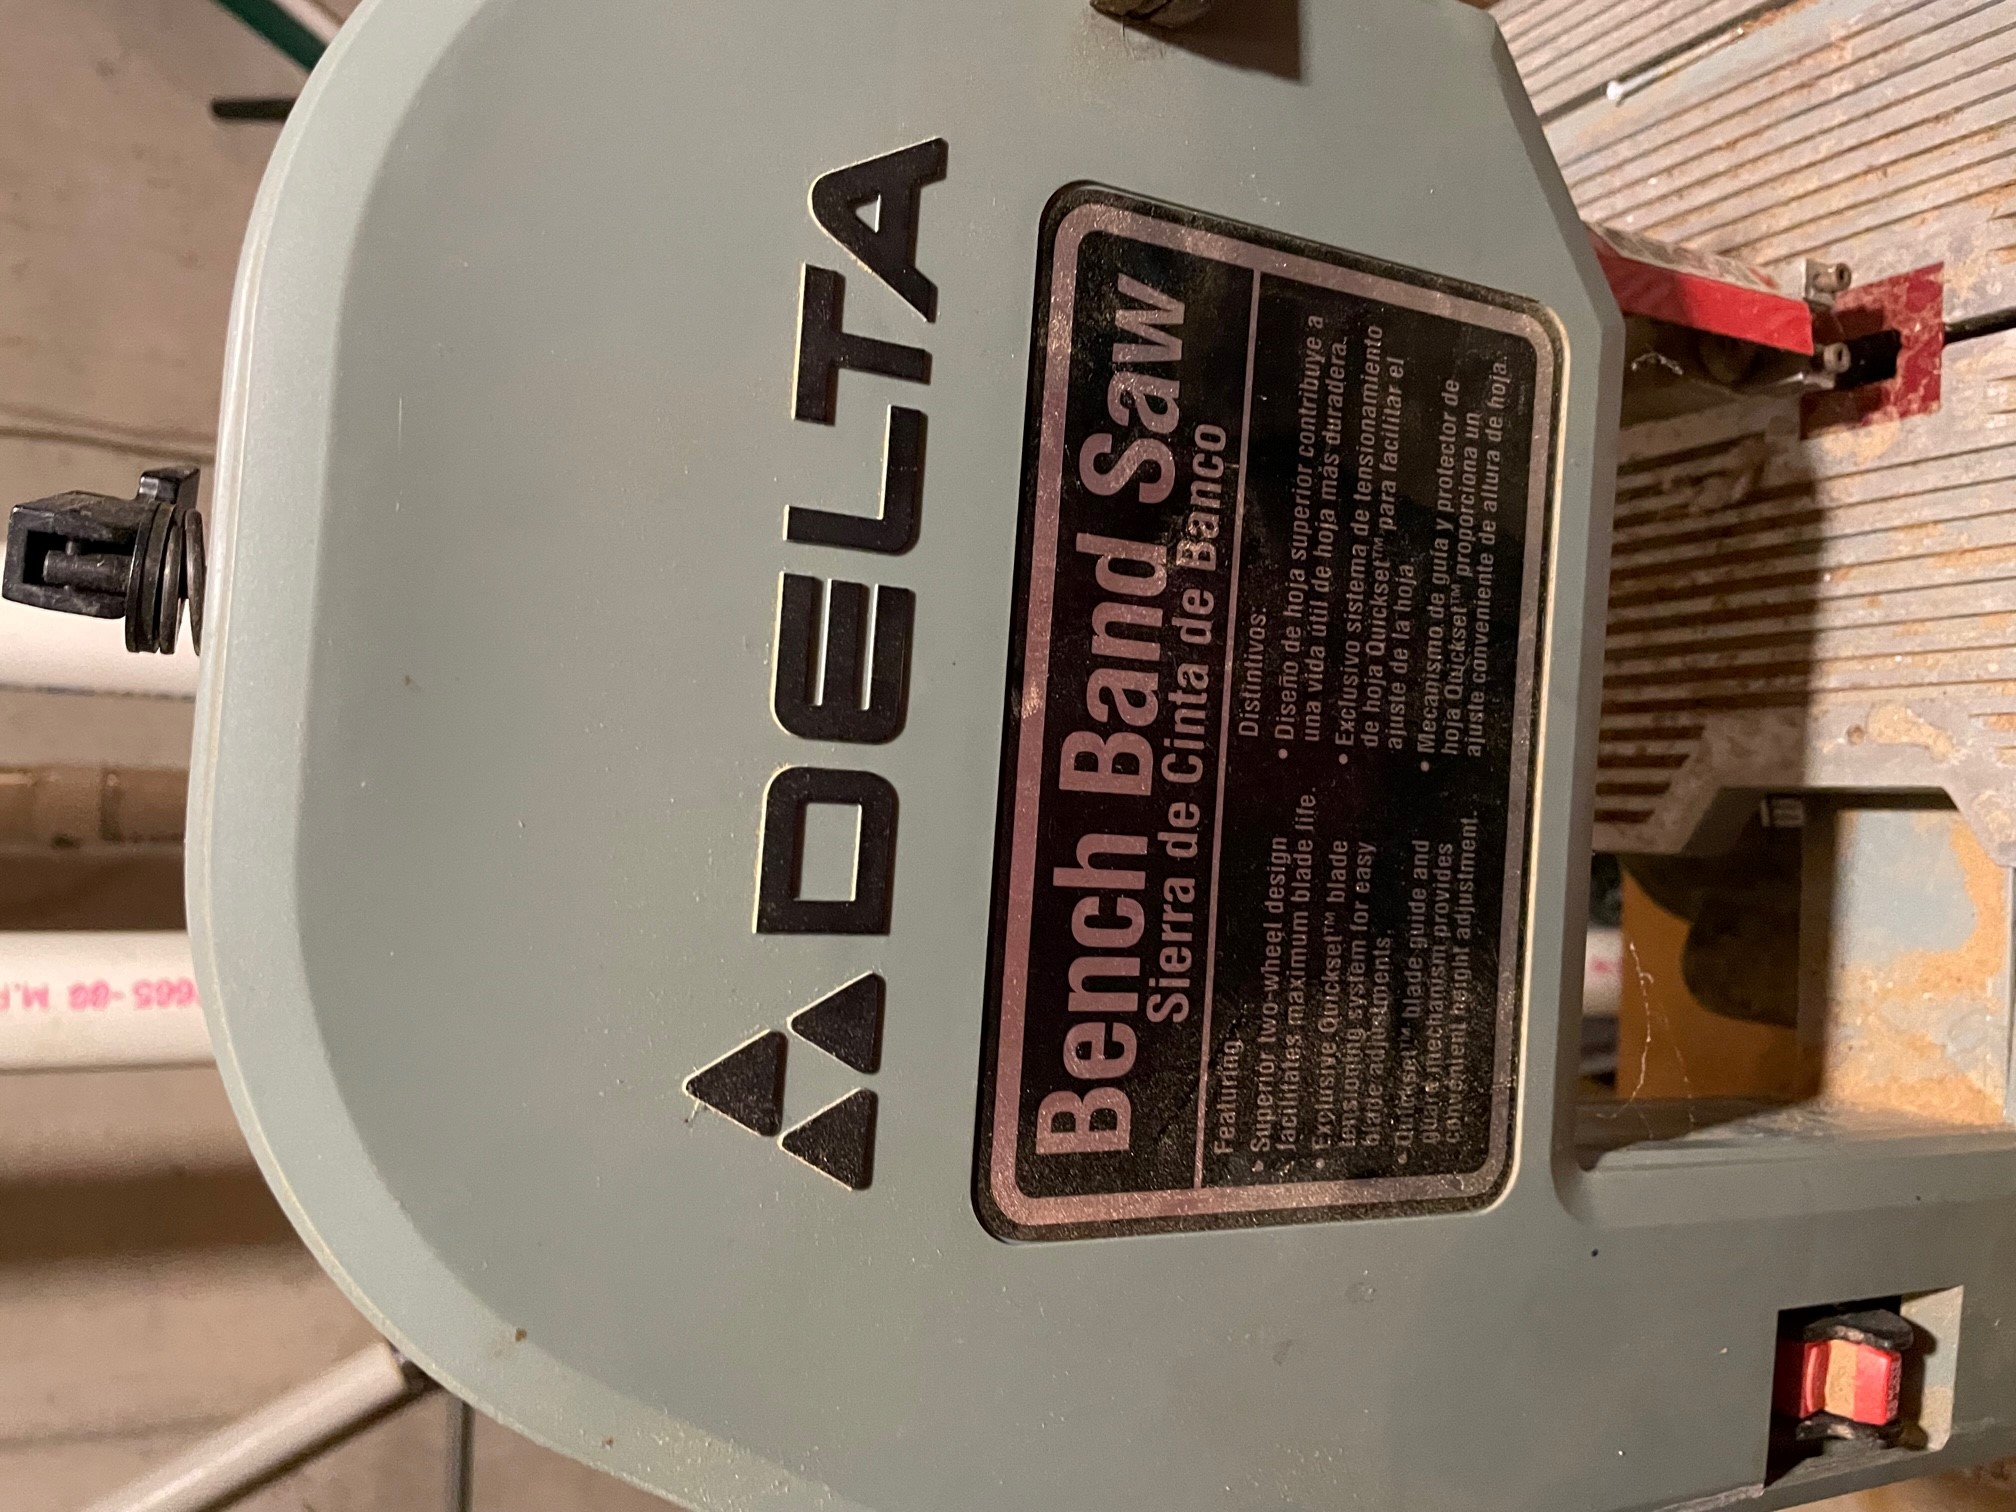 DELTA
Bench Band Saw
Sierra de Cinta de Banco
Featuring:
• Superior two-wheel design
facilitates maximum blade life.
• Exclusive Quickset™ blade
tensioning system for easy
blade adjustments
• Quickset™ blade guide and
guard mechanism provides
convenient height adjustment.
Distintivos:
• Diseño de hoja superior contribuye a
una vida útil de hoja más duradera.
• Exclusivo sistema de tensionamiento
de hoja Quickset™ para facilitar el
ajuste de la hoja.
• Mecanismo de guía y protector de
hoja Quickset™ proporciona un
ajuste conveniente de altura de hoja.